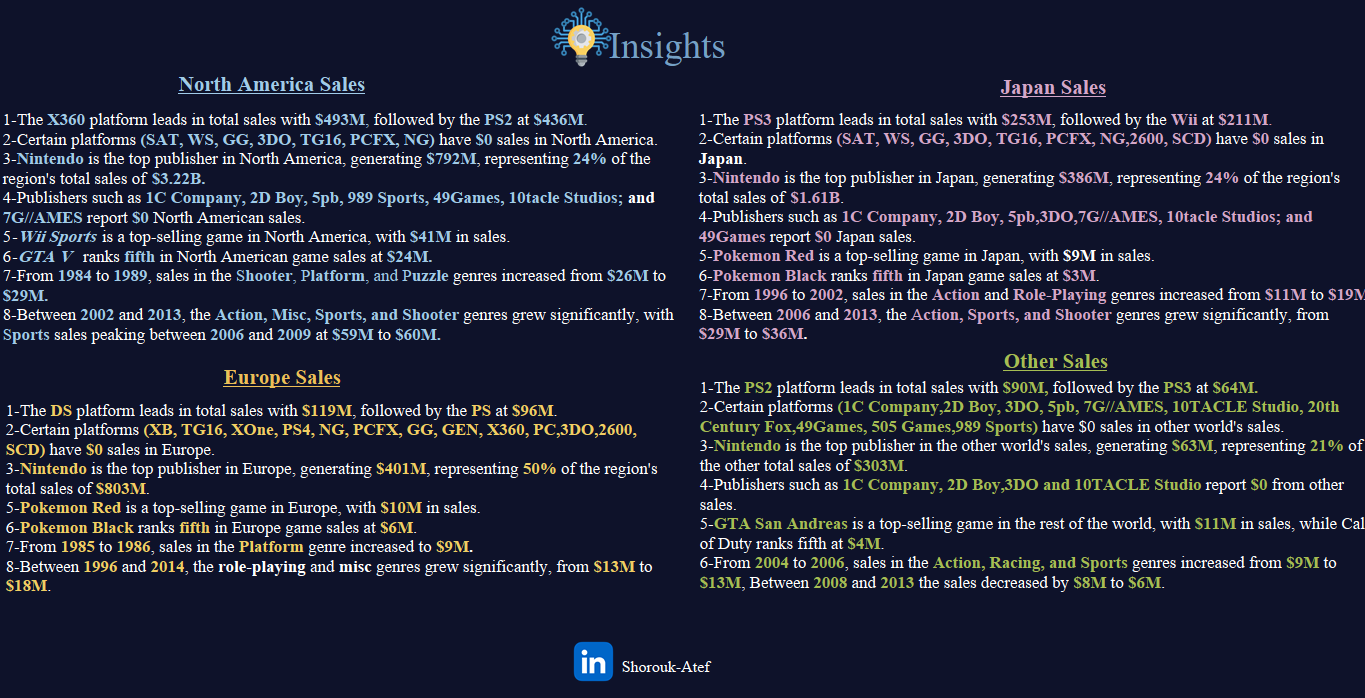 Insights
North America Sales
1-The X360 platform leads in total sales with $493M, followed by the PS2 at $436M.
2-Certain platforms (SAT, WS, GG, 3DO, TG16, PCFX, NG) have $0 sales in North America.
3-Nintendo is the top publisher in North America, generating $792M, representing 24% of the
region's total sales of $3.22B.
4-Publishers such as 1C Company, 2D Boy, 5pb, 989 Sports, 49Games, 10tacle Studios; and
7G//AMES report $0 North American sales.
5-Wii Sports is a top-selling game in North America, with $41M in sales.
6-GTA V ranks fifth in North American game sales at $24M.
7-From 1984 to 1989, sales in the Shooter, Platform, and Puzzle genres increased from $26M to
$29M.
8-Between 2002 and 2013, the Action, Misc, Sports, and Shooter genres grew significantly, with
Sports sales peaking between 2006 and 2009 at $59M to $60M.
Europe Sales
1-The DS platform leads in total sales with $119M, followed by the PS at $96M.
2-Certain platforms (XB, TG16, XOne, PS4, NG, PCFX, GG, GEN, X360, PC,3DO,2600,
SCD) have $0 sales in Europe.
3-Nintendo is the top publisher in Europe, generating $401M, representing 50% of the region's
total sales of $803M.
5-Pokemon Red is a top-selling game in Europe, with $10M in sales.
6-Pokemon Black ranks fifth in Europe game sales at $6M.
7-From 1985 to 1986, sales in the Platform genre increased to $9M.
8-Between 1996 and 2014, the role-playing and misc genres grew significantly, from $13M to
$18M.
Japan Sales
1-The PS3 platform leads in total sales with $253M, followed by the Wii at $211M.
2-Certain platforms (SAT, WS, GG, 3DO, TG16, PCFX, NG,2600, SCD) have $0 sales in
Japan.
3-Nintendo is the top publisher in Japan, generating $386M, representing 24% of the region's
total sales of $1.61B.
4-Publishers such as 1C Company, 2D Boy, 5pb,3DO,7G//AMES, 10tacle Studios; and
49Games report $0 Japan sales.
5-Pokemon Red is a top-selling game in Japan, with $9M in sales.
6-Pokemon Black ranks fifth in Japan game sales at $3M.
7-From 1996 to 2002, sales in the Action and Role-Playing genres increased from $11M to $19M
8-Between 2006 and 2013, the Action, Sports, and Shooter genres grew significantly, from
$29M to $36M.
Other Sales
1-The PS2 platform leads in total sales with $90M, followed by the PS3 at $64M.
2-Certain platforms (1C Company,2D Boy, 3DO, 5pb, 7G//AMES, 10TACLE Studio, 20th
Century Fox,49Games, 505 Games,989 Sports) have $0 sales in other world's sales.
3-Nintendo is the top publisher in the other world's sales, generating $63M, representing 21% of
the other total sales of $303M.
4-Publishers such as 1C Company, 2D Boy,3DO and 10TACLE Studio report $0 from other
sales.
5-GTA San Andreas is a top-selling game in the rest of the world, with $11M in sales, while Cal
of Duty ranks fifth at $4M.
6-From 2004 to 2006, sales in the Action, Racing, and Sports genres increased from $9M to
$13M, Between 2008 and 2013 the sales decreased by $8M to $6M.
in
Shorouk-Atef